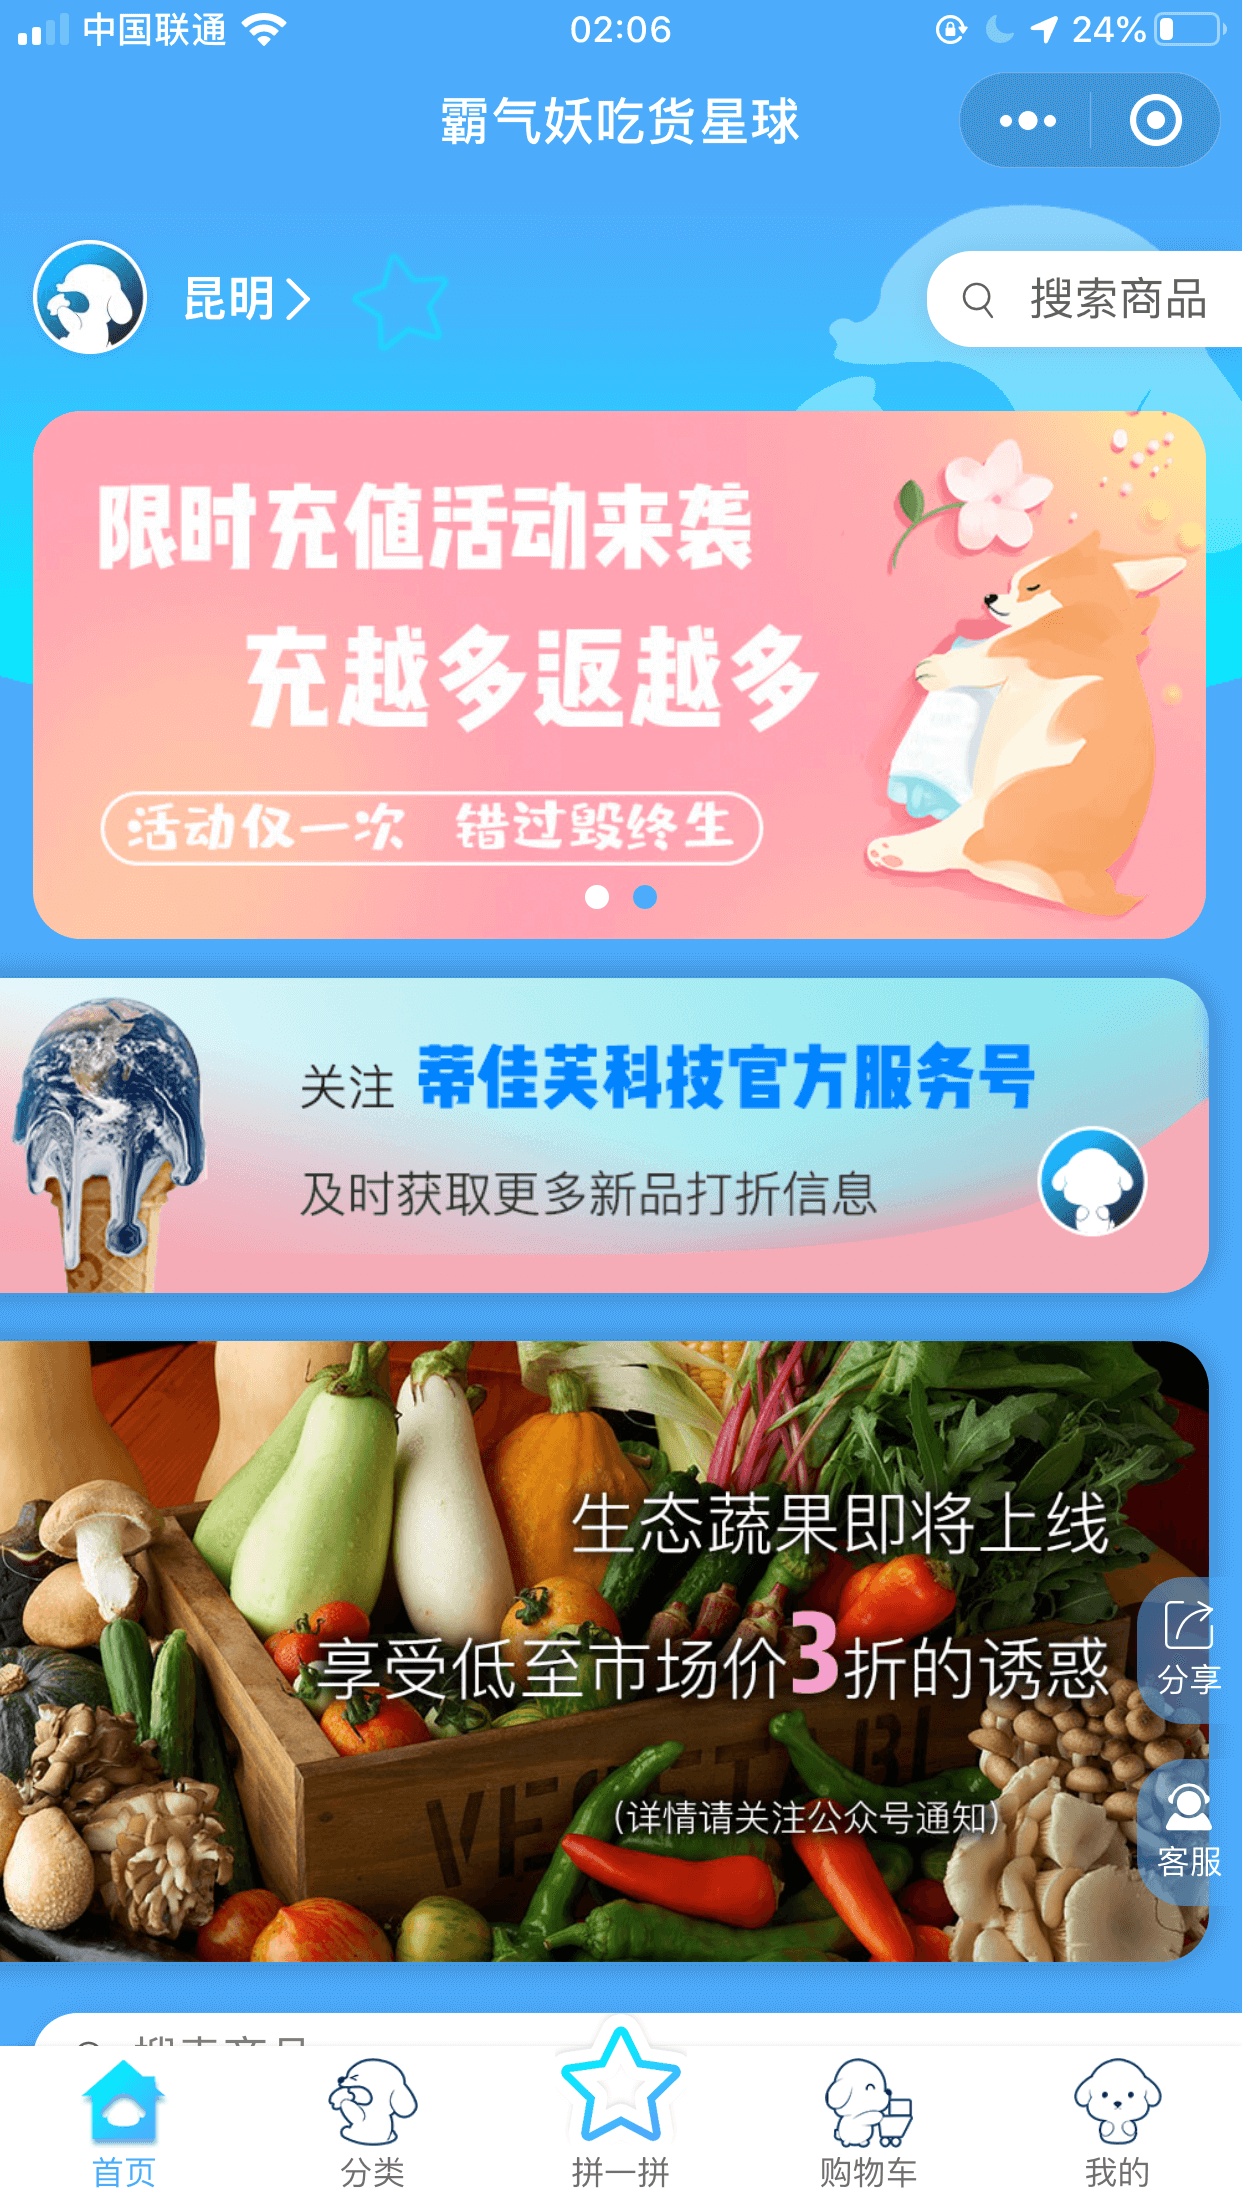 中国联通
02:06
24%
霸气妖吃货星球
昆明
搜索商品
限时充值活动来袭
充越多返越多
活动仅一次 错过毁终生
关注 蒂佳芙科技官方服务号
及时获取更多新品打折信息
生态蔬果即将上线
享受低至市场价3折的诱惑
VEGETABL
(详情请关注公众号通知)
分享
客服
搜索商品
首页
分类
拼一拼
购物车
我的